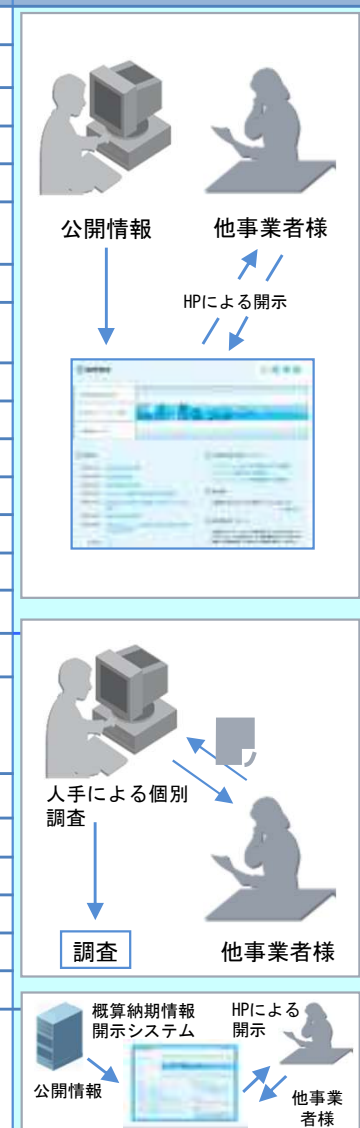 公開情報
他事業者様
HPによる開示
人手による個別
調査
調査
他事業者様
概算納期情報
開示システム
HPによる
開示
公開情報
他事業
者様